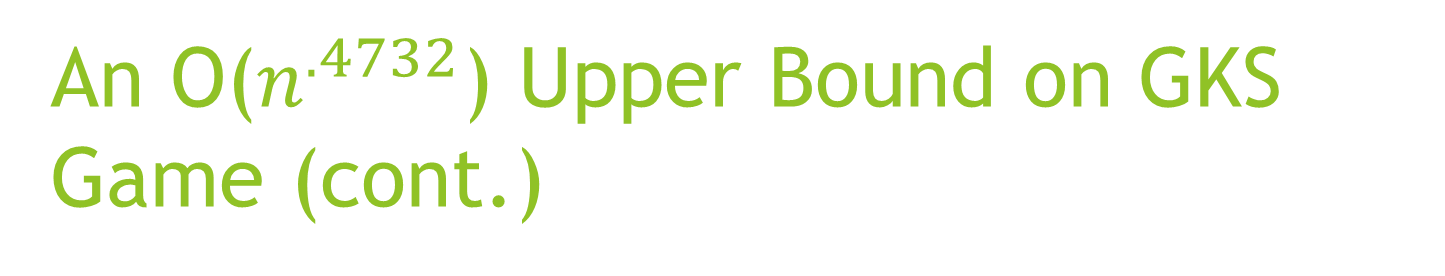 An O(𝑛^.4732) Upper Bound on GKS
Game (cont.)